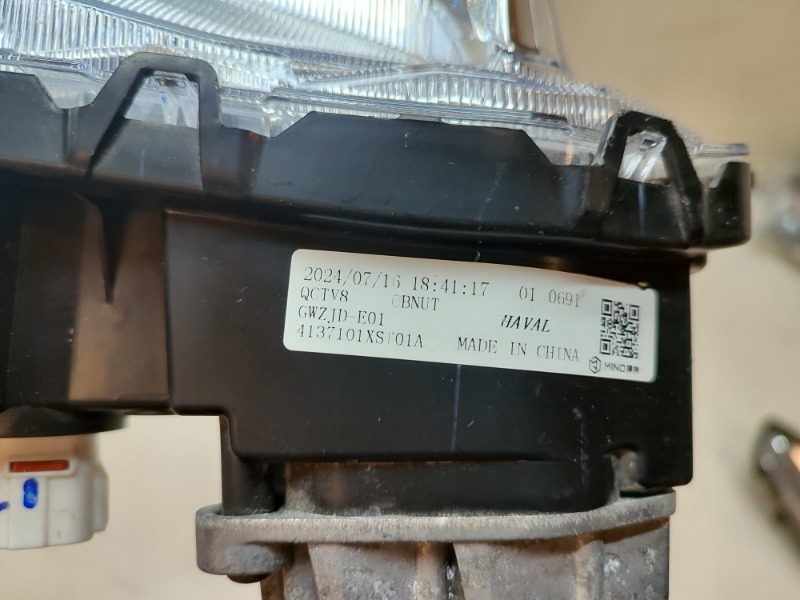 2024/07/16 18:41:17 01 0691
QCTV8 CBNUT
GWZJD-E01 HAVAL
4137101XST01A MADE IN CHINA
MIND